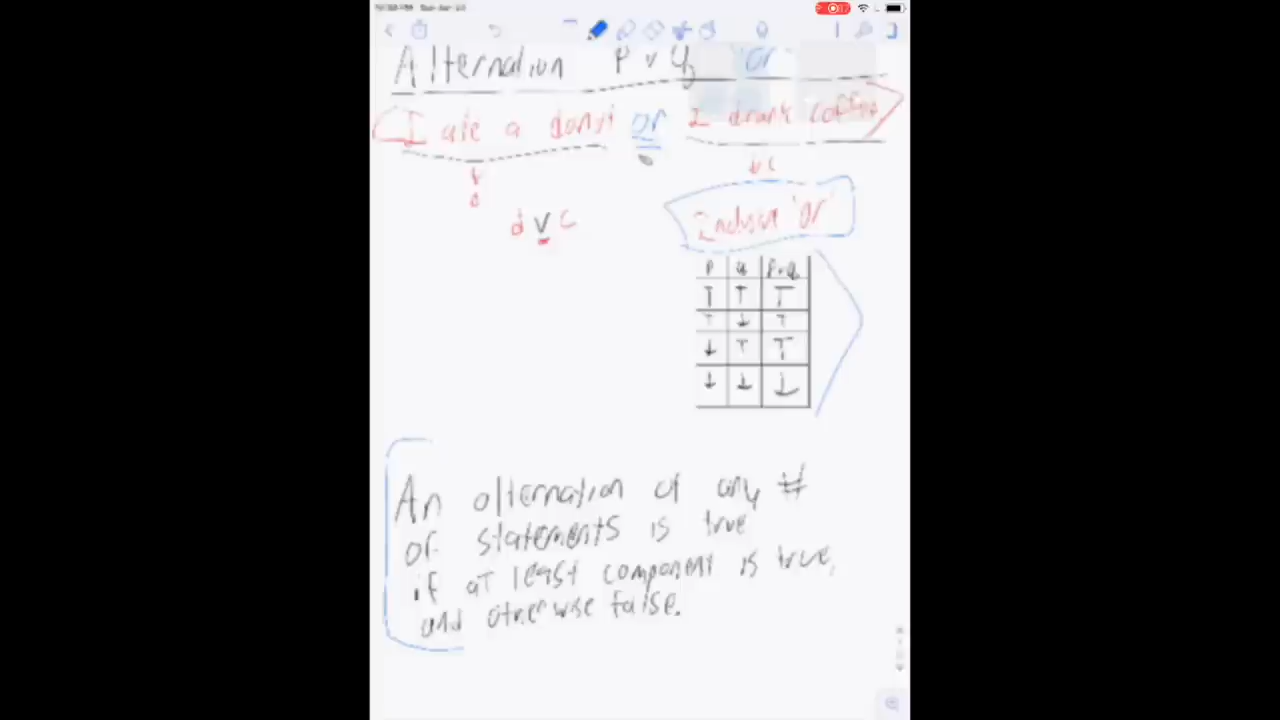 Alternation P v Q "or"
I ate a donut or I drank coffee
d c
d v c
Inclusive 'or'
P Q P v Q
T T T
T ⊥ T
⊥ T T
⊥ ⊥ ⊥
An alternation of any #
of statements is true
if at least component is true,
and otherwise false.